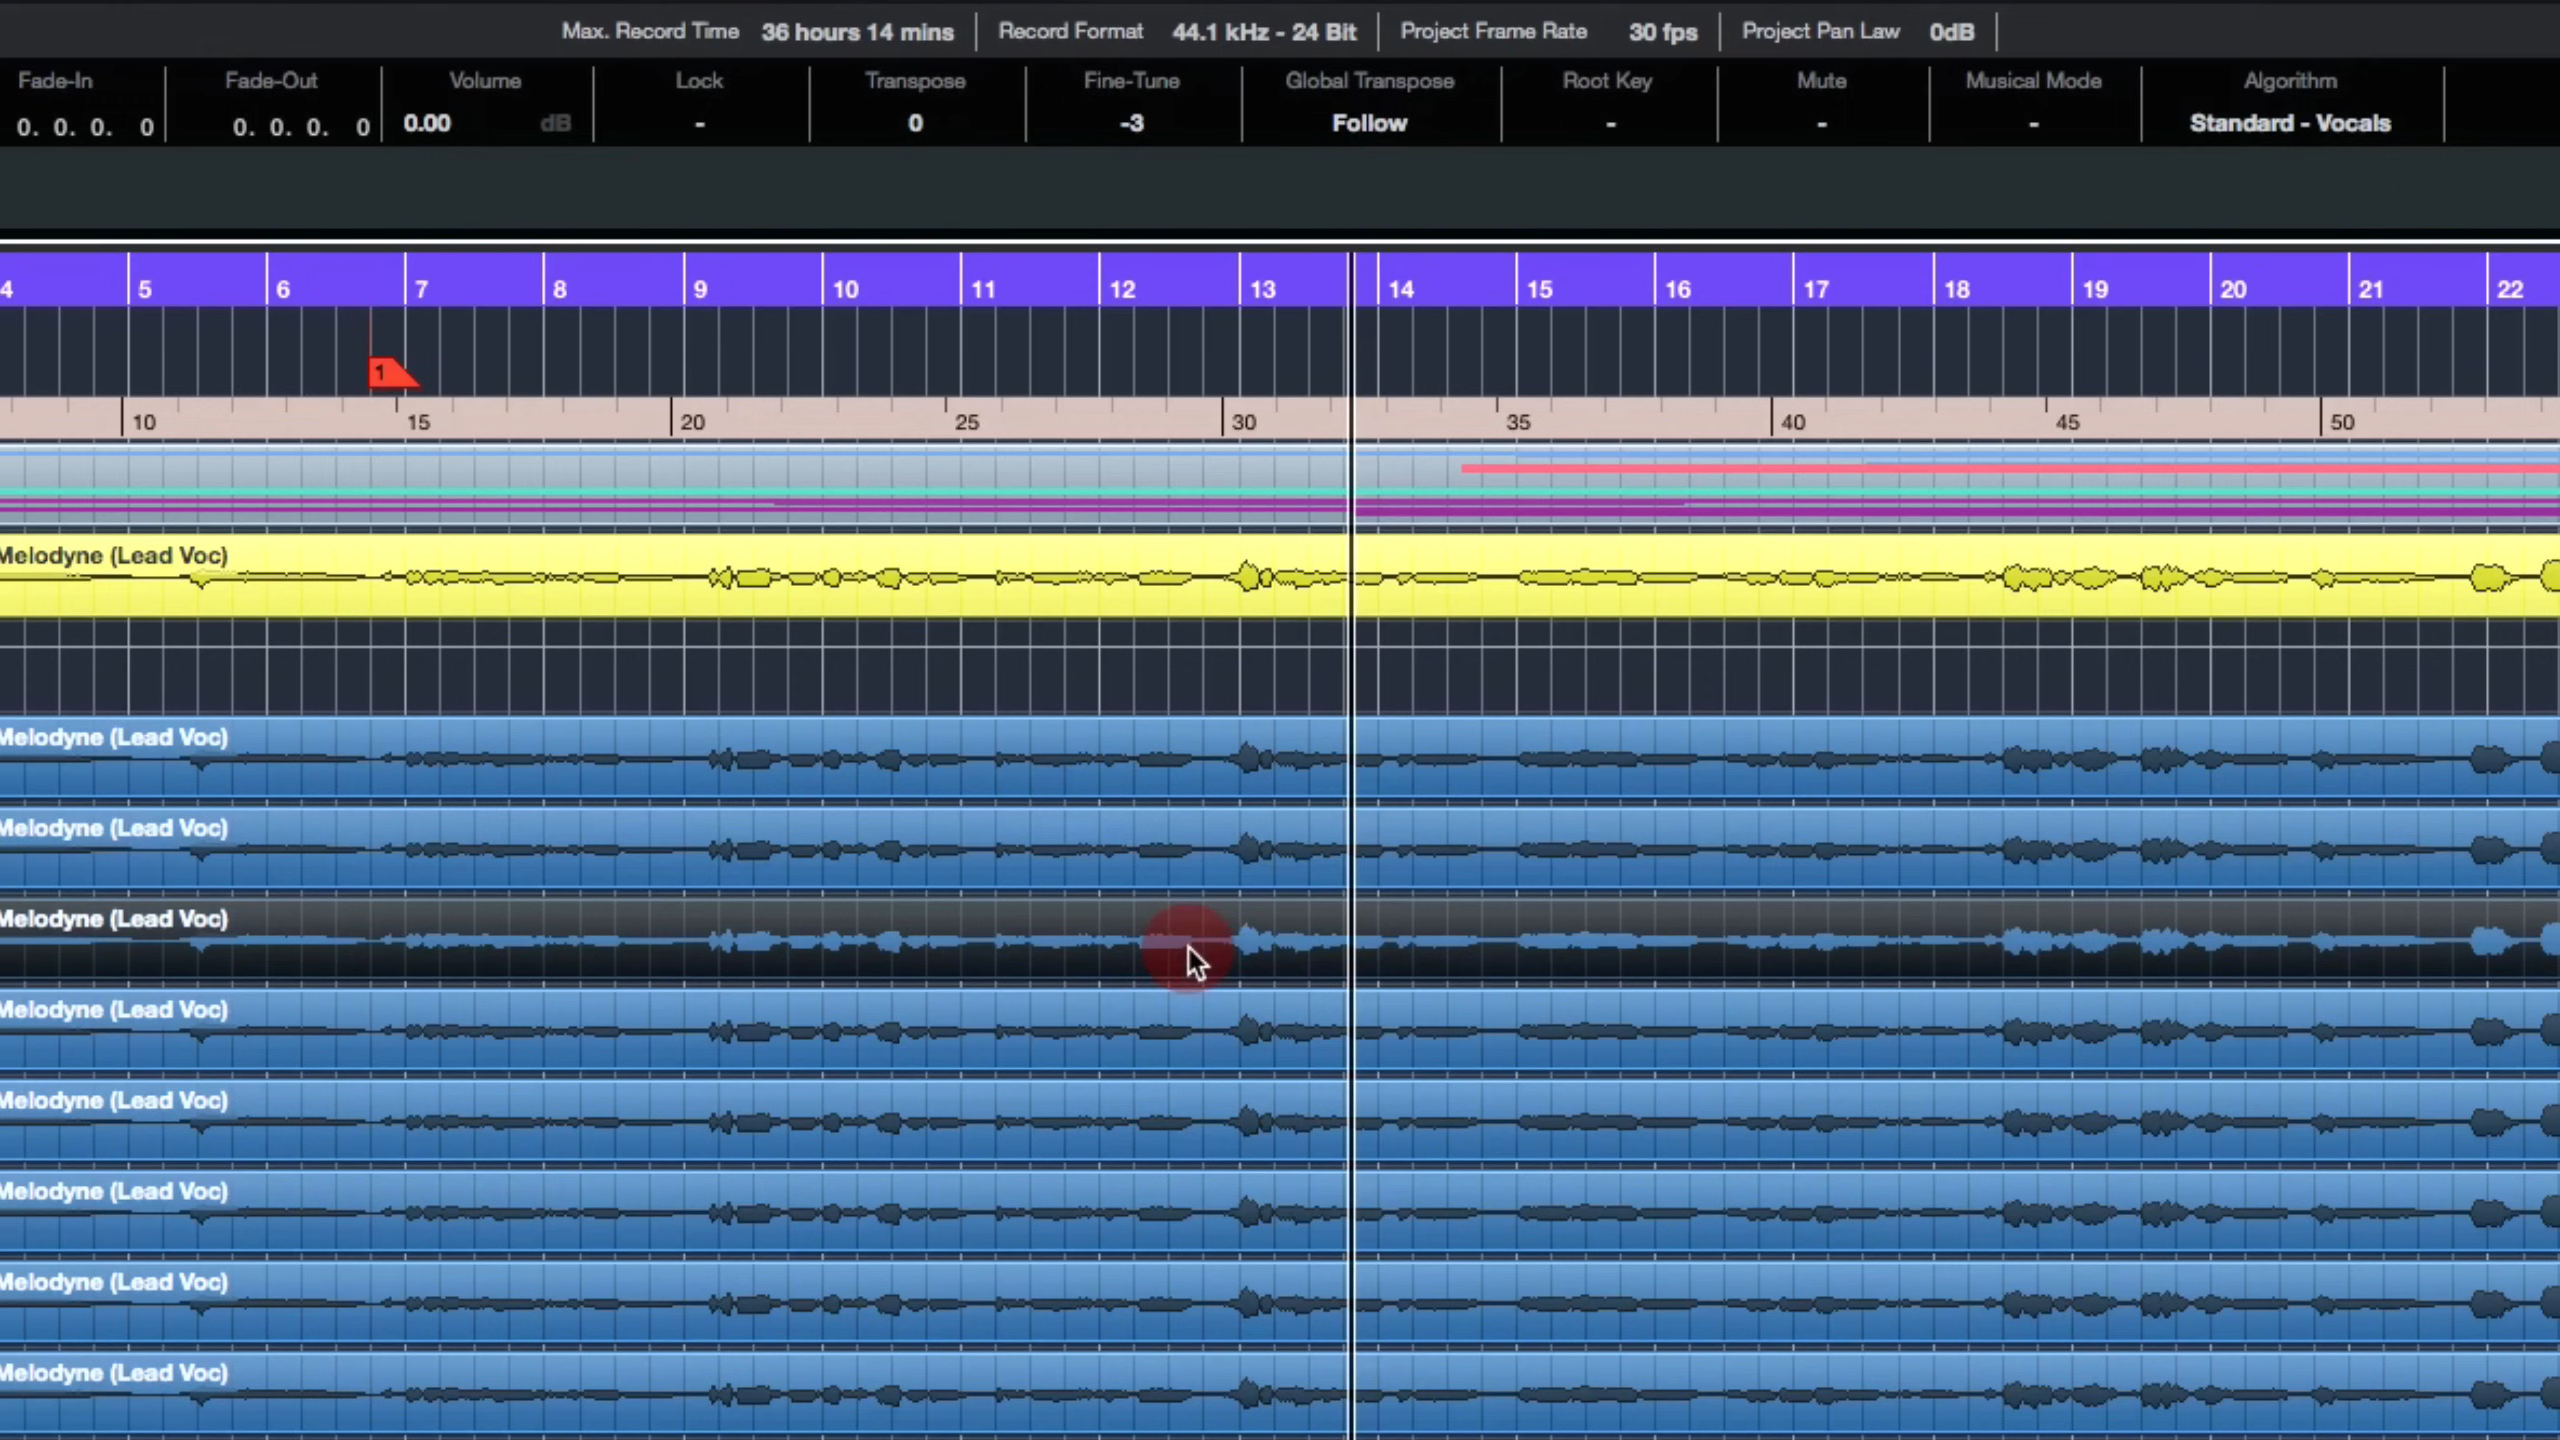 Max. Record Time 36 hours 14 mins Record Format 44.1 kHz - 24 Bit Project Frame Rate 30 fps Project Pan Law 0dB
Fade-In Fade-Out Volume Lock Transpose Fine-Tune Global Transpose Root Key Mute Musical Mode Algorithm
0. 0. 0. 0 0. 0. 0. 0 0.00 dB - 0 -3 Follow - - - Standard - Vocals
4 5 6 7 8 9 10 11 12 13 14 15 16 17 18 19 20 21 22
1
10 15 20 25 30 35 40 45 50
Melodyne (Lead Voc)
Melodyne (Lead Voc)
Melodyne (Lead Voc)
Melodyne (Lead Voc)
Melodyne (Lead Voc)
Melodyne (Lead Voc)
Melodyne (Lead Voc)
Melodyne (Lead Voc)
Melodyne (Lead Voc)